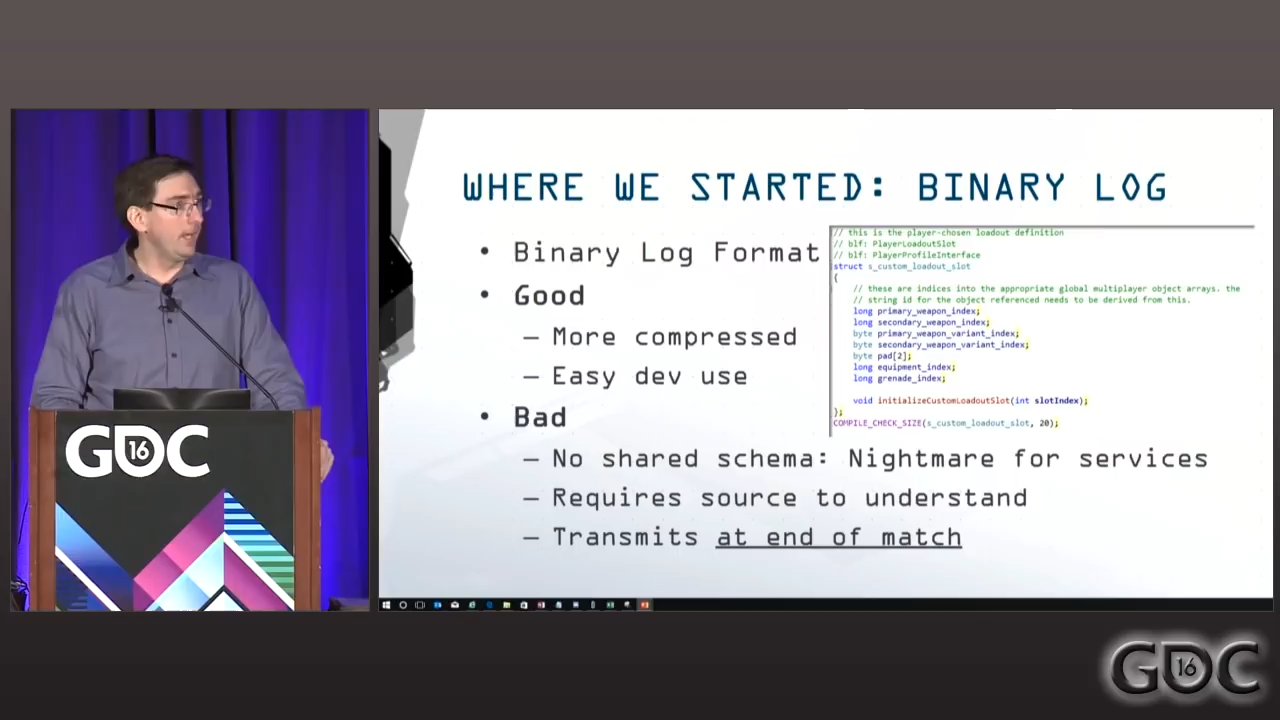 WHERE WE STARTED: BINARY LOG
• Binary Log Format
• Good
– More compressed
– Easy dev use
• Bad
– No shared schema: Nightmare for services
– Requires source to understand
– Transmits at end of match
// this is the player-chosen loadout definition
// blf: PlayerLoadoutSlot
// blf: PlayerProfileInterface
struct s_custom_loadout_slot
{
// these are indices into the appropriate global multiplayer object arrays. the
// string id for the object referenced needs to be derived from this.
long primary_weapon_index;
long secondary_weapon_index;
byte primary_weapon_variant_index;
byte secondary_weapon_variant_index;
byte pad[2];
long equipment_index;
long grenade_index;
void initializeCustomLoadoutSlot(int slotIndex);
};
COMPILE_CHECK_SIZE(s_custom_loadout_slot, 20);
GDC 16
GDC 16